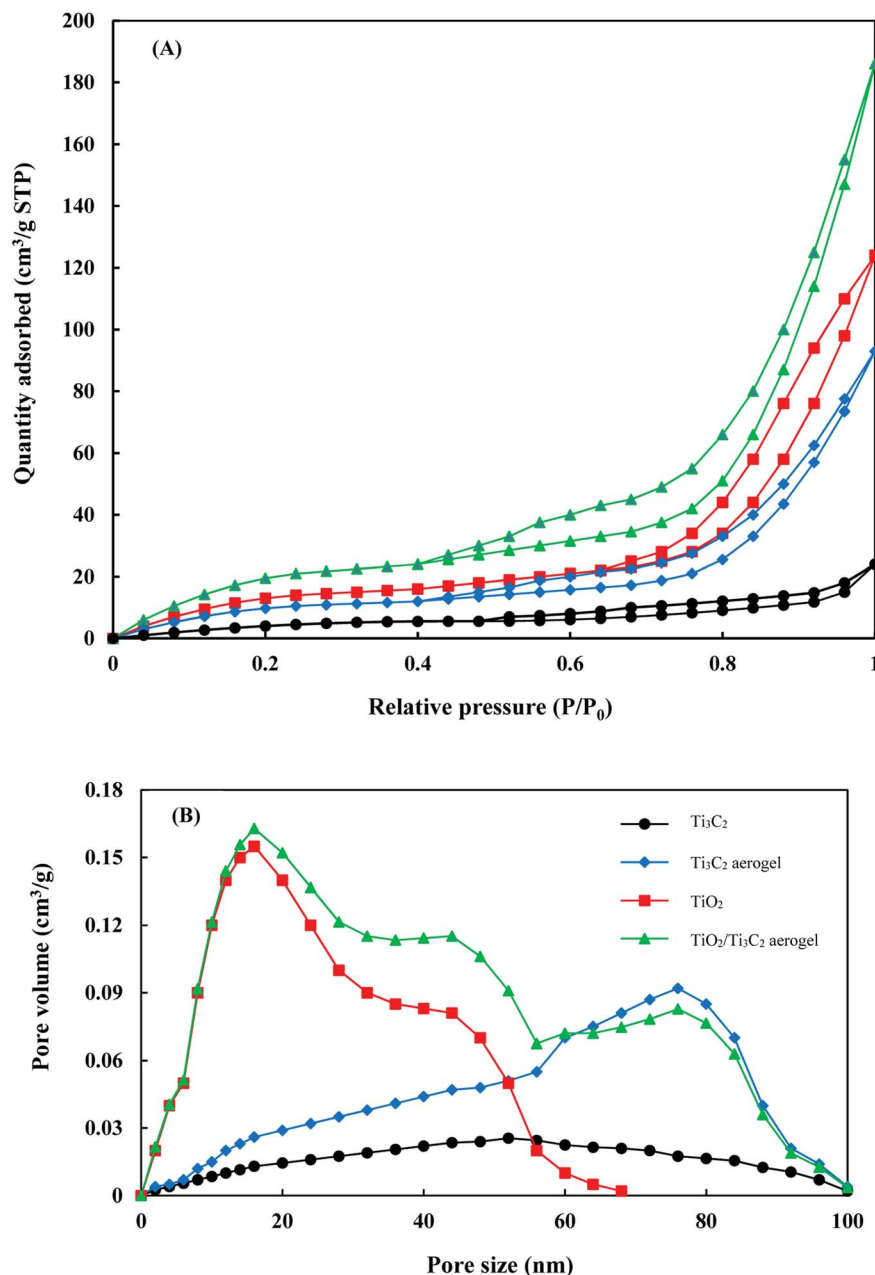 (A)
200
180
160
140
120
100
80
60
40
20
0
Quantity adsorbed (cm³/g STP)
0 0.2 0.4 0.6 0.8 1
Relative pressure (P/P₀)
(B)
0.18
0.15
0.12
0.09
0.06
0.03
0
Pore volume (cm³/g)
Ti₃C₂
Ti₃C₂ aerogel
TiO₂
TiO₂/Ti₃C₂ aerogel
0 20 40 60 80 100
Pore size (nm)